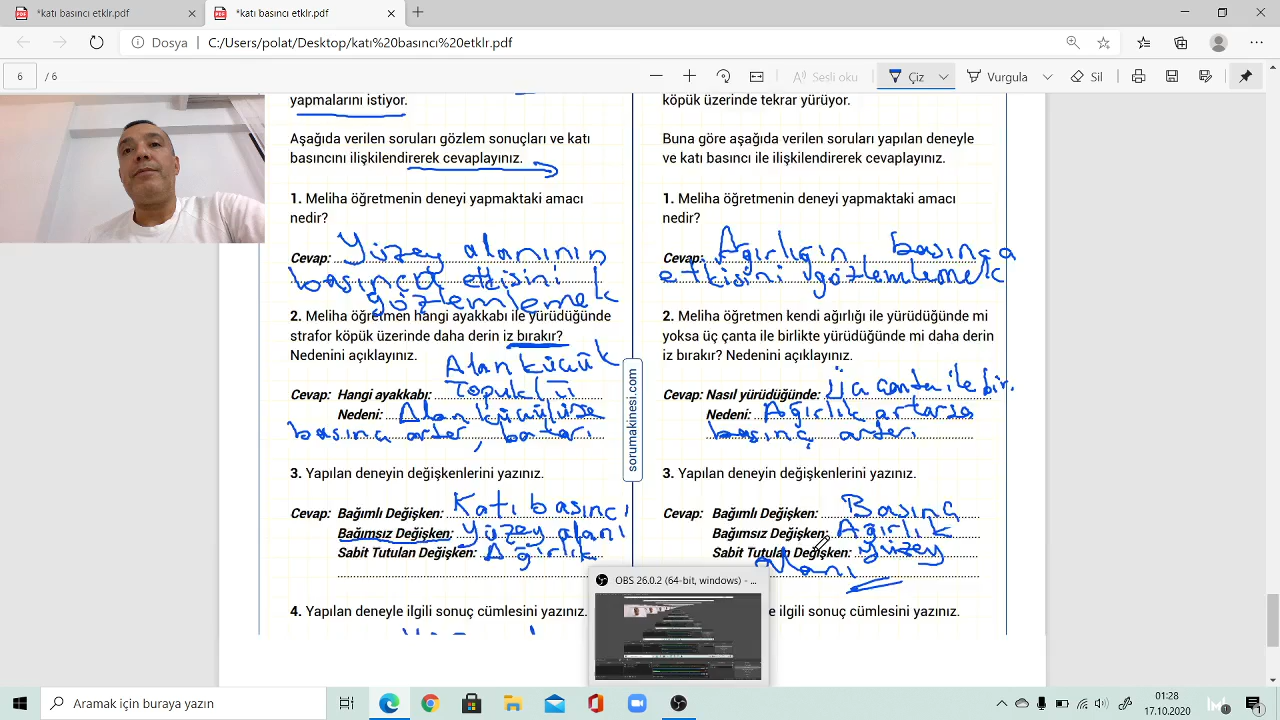 *katı basıncı etklr.pdf
*katı basıncı etklr.pdf
Dosya
C:/Users/polat/Desktop/katı%20basıncı%20etklr.pdf
6 / 6
Sesli oku
Çiz
Vurgula
Sil
yapmalarını istiyor.
Aşağıda verilen soruları gözlem sonuçları ve katı
basıncını ilişkilendirerek cevaplayınız.
1. Meliha öğretmenin deneyi yapmaktaki amacı
nedir?
Cevap: Yüzey alanının
basınca etkisini
gözlemlemek
2. Meliha öğretmen hangi ayakkabı ile yürüdüğünde
strafor köpük üzerinde daha derin iz bırakır?
Nedenini açıklayınız.
Alan küçük
Cevap: Hangi ayakkabı: Topuklu
Nedeni: Alan küçülürse
basınç artar, batar.
3. Yapılan deneyin değişkenlerini yazınız.
Cevap: Bağımlı Değişken: Katı basıncı
Bağımsız Değişken: Yüzey alanı
Sabit Tutulan Değişken: Ağırlık
4. Yapılan deneyle ilgili sonuç cümlesini yazınız.
sorumakinesi.com
köpük üzerinde tekrar yürüyor.
Buna göre aşağıda verilen soruları yapılan deneyle
ve katı basıncı ile ilişkilendirerek cevaplayınız.
1. Meliha öğretmenin deneyi yapmaktaki amacı
nedir?
Cevap: Ağırlığın basınca
etkisini gözlemlemek
2. Meliha öğretmen kendi ağırlığı ile yürüdüğünde mi
yoksa üç çanta ile birlikte yürüdüğünde mi daha derin
iz bırakır? Nedenini açıklayınız.
Cevap: Nasıl yürüdüğünde: Üç çanta ile bir.
Nedeni: Ağırlık artarsa
basınç artar.
3. Yapılan deneyin değişkenlerini yazınız.
Cevap: Bağımlı Değişken: Basınç
Bağımsız Değişken: Ağırlık
Sabit Tutulan Değişken: Yüzey
alanı
e ilgili sonuç cümlesini yazınız.
OBS 26.0.2 (64-bit, windows) - ...
Aramak için buraya yazın
01:28
17.10.2020